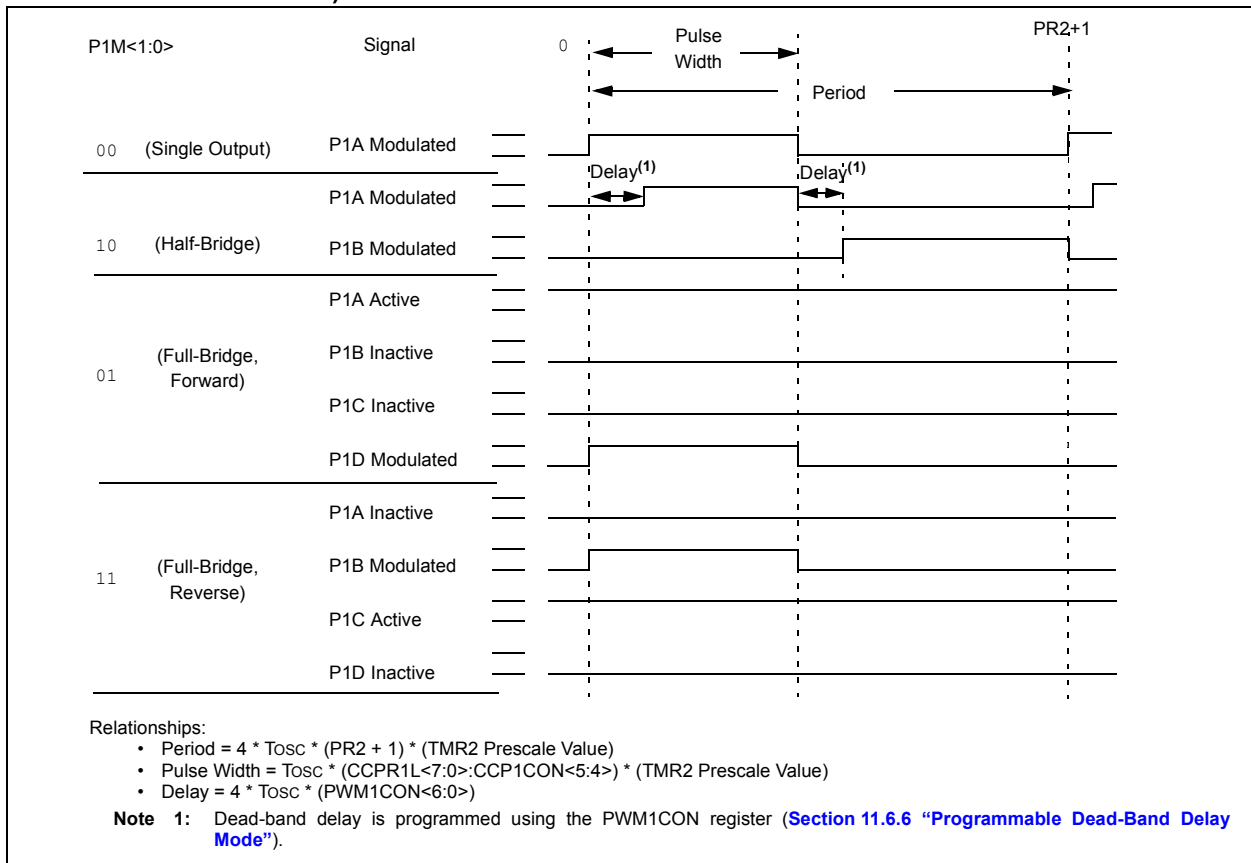 P1M<1:0>
Signal
0
Pulse
Width
PR2+1
Period
00
(Single Output)
P1A Modulated
Delay(1)
Delay(1)
P1A Modulated
10
(Half-Bridge)
P1B Modulated
P1A Active
01
(Full-Bridge,
Forward)
P1B Inactive
P1C Inactive
P1D Modulated
P1A Inactive
11
(Full-Bridge,
Reverse)
P1B Modulated
P1C Active
P1D Inactive
Relationships:
• Period = 4 * TOSC * (PR2 + 1) * (TMR2 Prescale Value)
• Pulse Width = TOSC * (CCPR1L<7:0>:CCP1CON<5:4>) * (TMR2 Prescale Value)
• Delay = 4 * TOSC * (PWM1CON<6:0>)
Note 1: Dead-band delay is programmed using the PWM1CON register (Section 11.6.6 “Programmable Dead-Band Delay
Mode”).